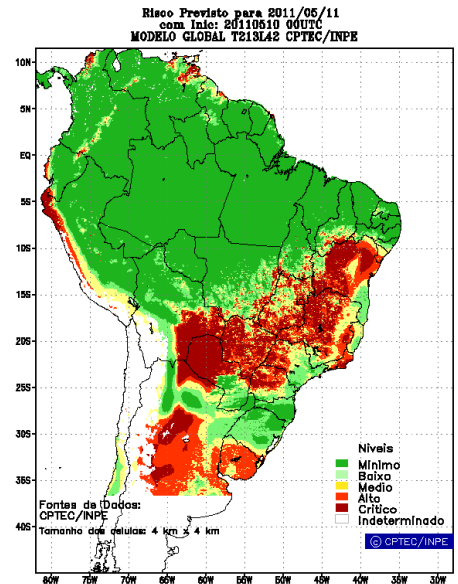 Risco Previsto para 2011/05/11
com Inic: 20110510 00UTC
MODELO GLOBAL T213L42 CPTEC/INPE
10N
5N
EQ
5S
10S
15S
20S
25S
30S
35S
40S
Niveis
Minimo
Baixo
Medio
Alto
Critico
Indeterminado
Fontes de Dados:
CPTEC/INPE
Tamanho das celulas: 4 km x 4 km
© CPTEC/INPE
80W 75W 70W 65W 60W 55W 50W 45W 40W 35W 30W